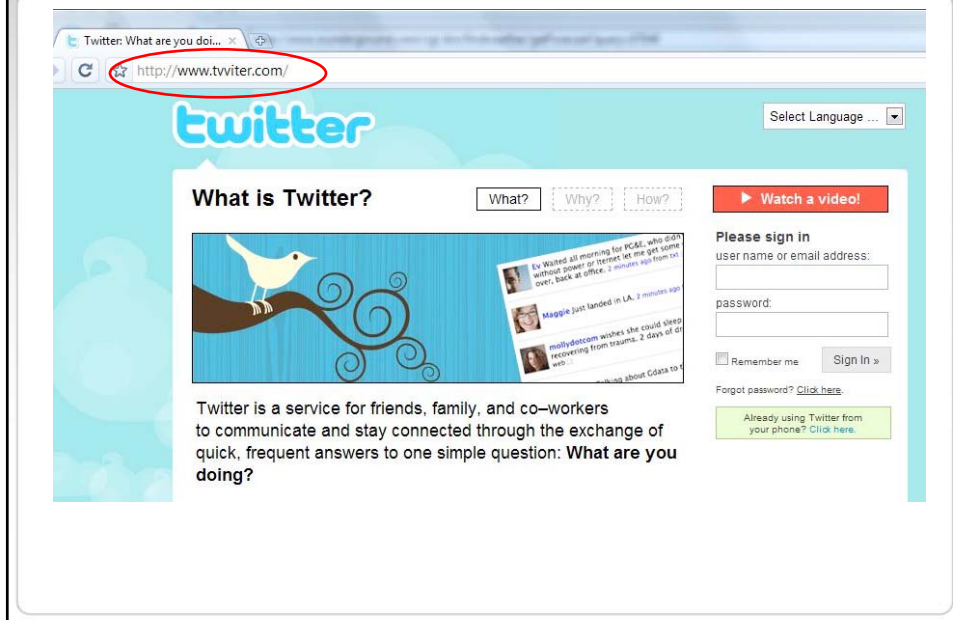 Twitter: What are you doi...
http://www.tvviter.com/
twitter
Select Language ...
What is Twitter?
What?
Why?
How?
Watch a video!
Ev Waited all morning for PG&E, who didn
without power or Iternet let me get some
over, back at office. 2 minutes ago from txt
Maggie Just landed in LA. 2 minutes ago
mollydotcom wishes she could sleep
recovering from trauma. 2 days of dr
web
Talking about Gdata to t
Please sign in
user name or email address:
password:
Remember me
Sign In »
Forgot password? Click here.
Already using Twitter from
your phone? Click here.
Twitter is a service for friends, family, and co–workers
to communicate and stay connected through the exchange of
quick, frequent answers to one simple question: What are you
doing?